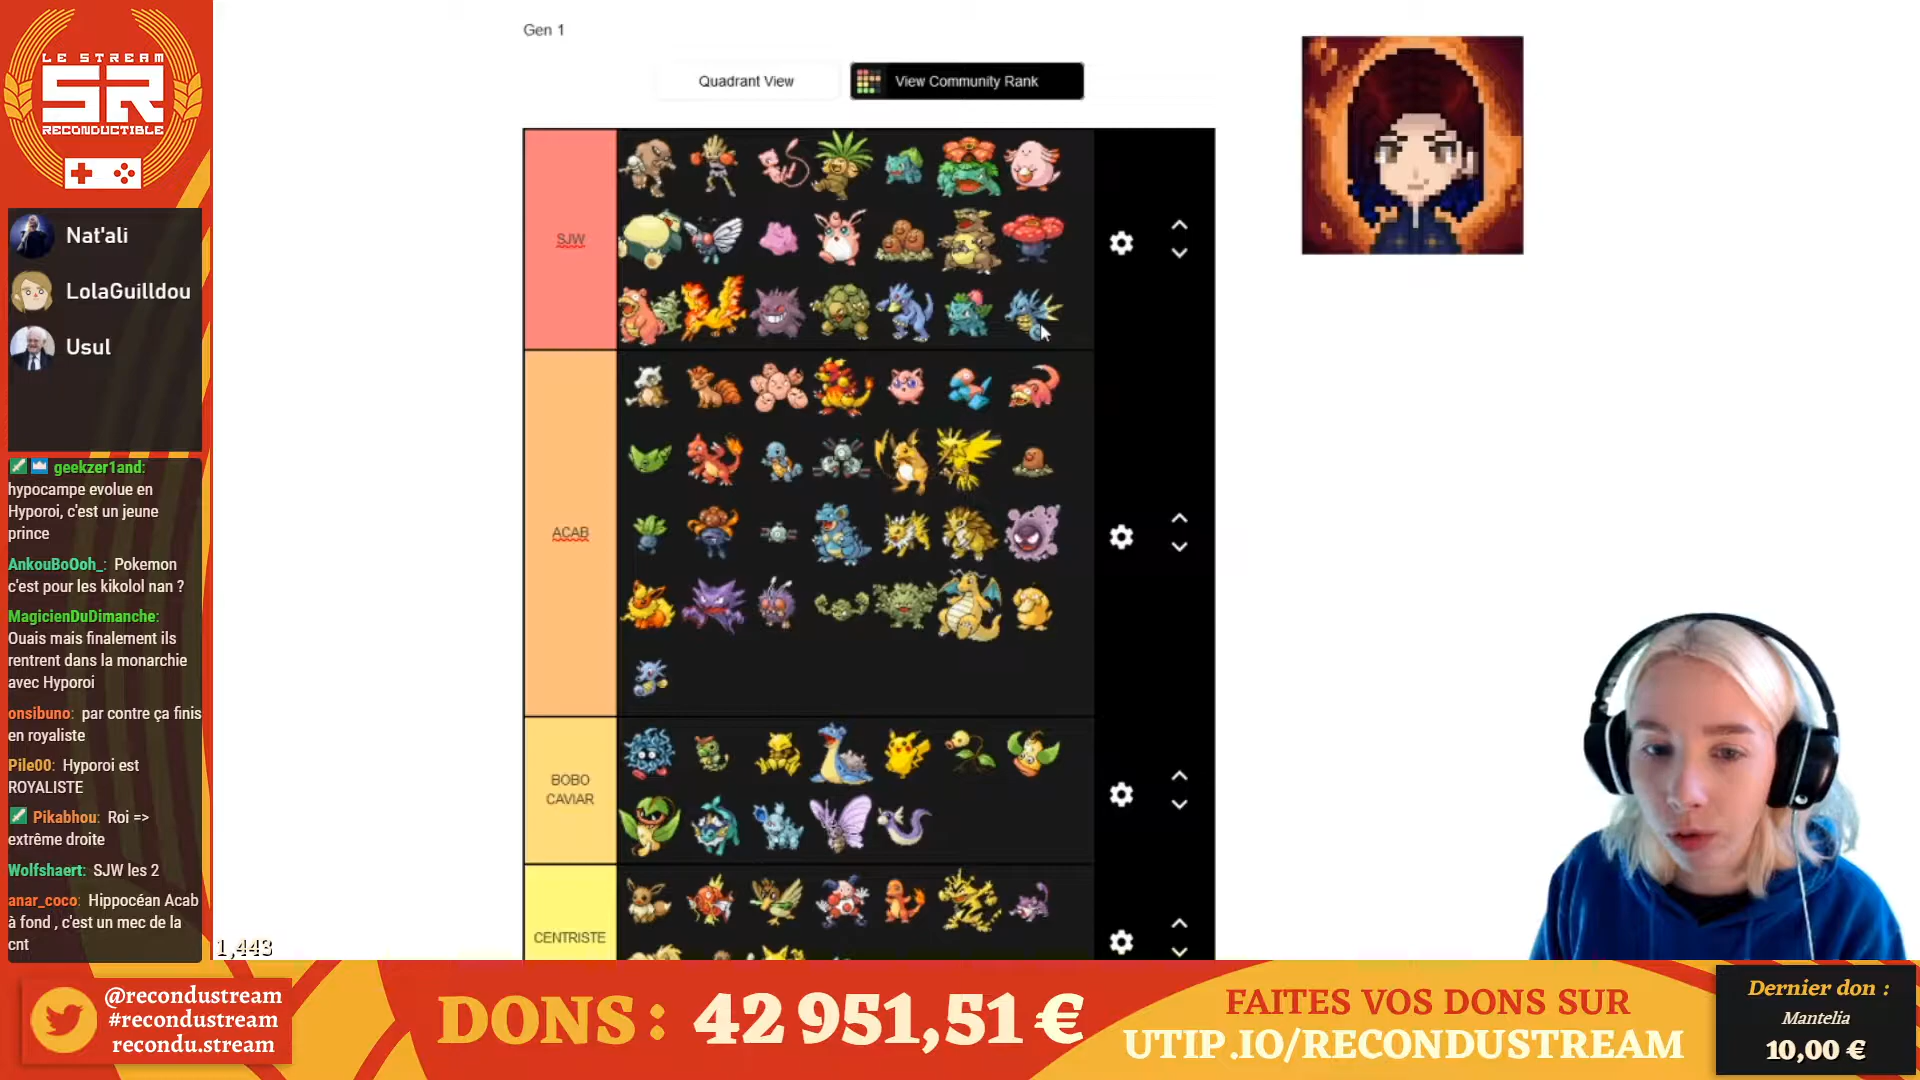 LE STREAM
SR
RECONDUCTIBLE
Nat'ali
LolaGuilldou
Usul
geekzer1and:
hypocampe evolue en
Hyporoi, c'est un jeune
prince
AnkouBoOoh_: Pokemon
c'est pour les kikolol nan ?
MagicienDuDimanche:
Ouais mais finalement ils
rentrent dans la monarchie
avec Hyporoi
onsibuno: par contre ça finis
en royaliste
Pile00: Hyporoi est
ROYALISTE
Pikabhou: Roi =>
extrême droite
Wolfshaert: SJW les 2
anar_coco: Hippocéan Acab
à fond , c'est un mec de la
cnt
1,443
Gen 1
Quadrant View
View Community Rank
SJW
ACAB
BOBO
CAVIAR
CENTRISTE
@recondustream
#recondustream
recondu.stream
DONS : 42 951,51 €
FAITES VOS DONS SUR
UTIP.IO/RECONDUSTREAM
Dernier don :
Mantelia
10,00 €